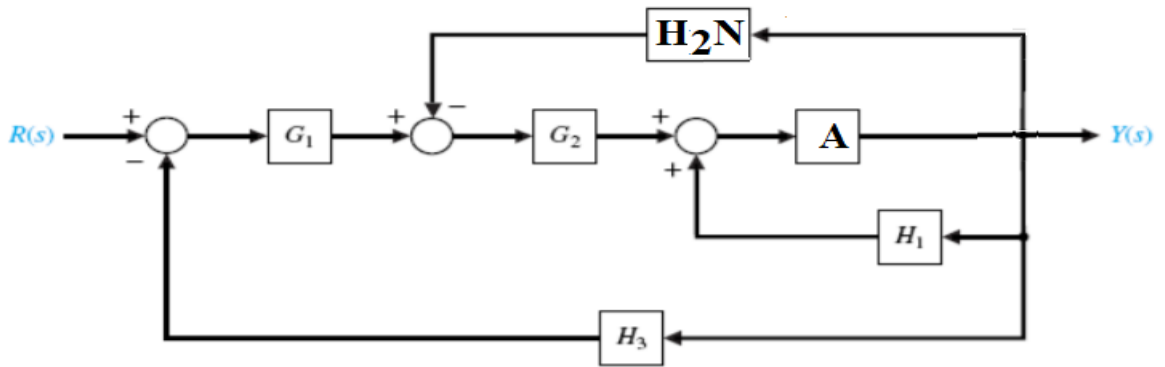 H₂N
+
+
−
+
R(s)
G₁
G₂
A
Y(s)
−
+
H₁
H₃